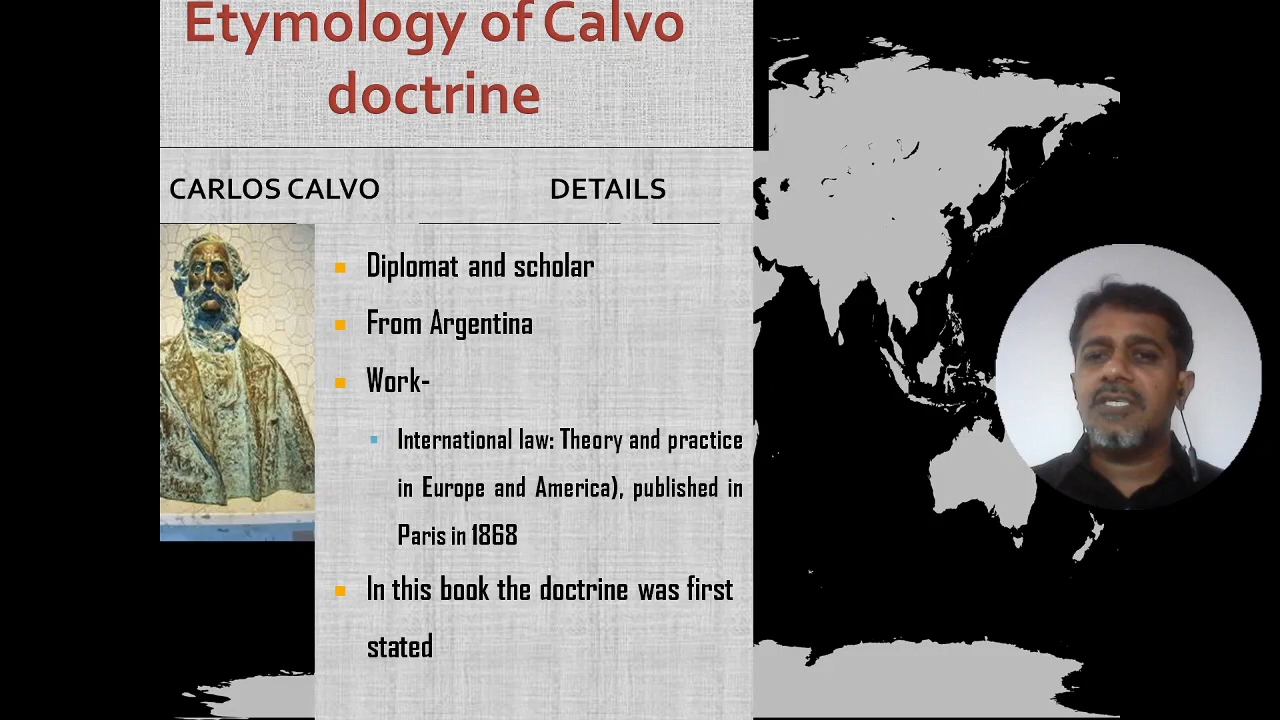 Etymology of Calvo
doctrine
CARLOS CALVO
DETAILS
Diplomat and scholar
From Argentina
Work-
International law: Theory and practice
in Europe and America), published in
Paris in 1868
In this book the doctrine was first
stated